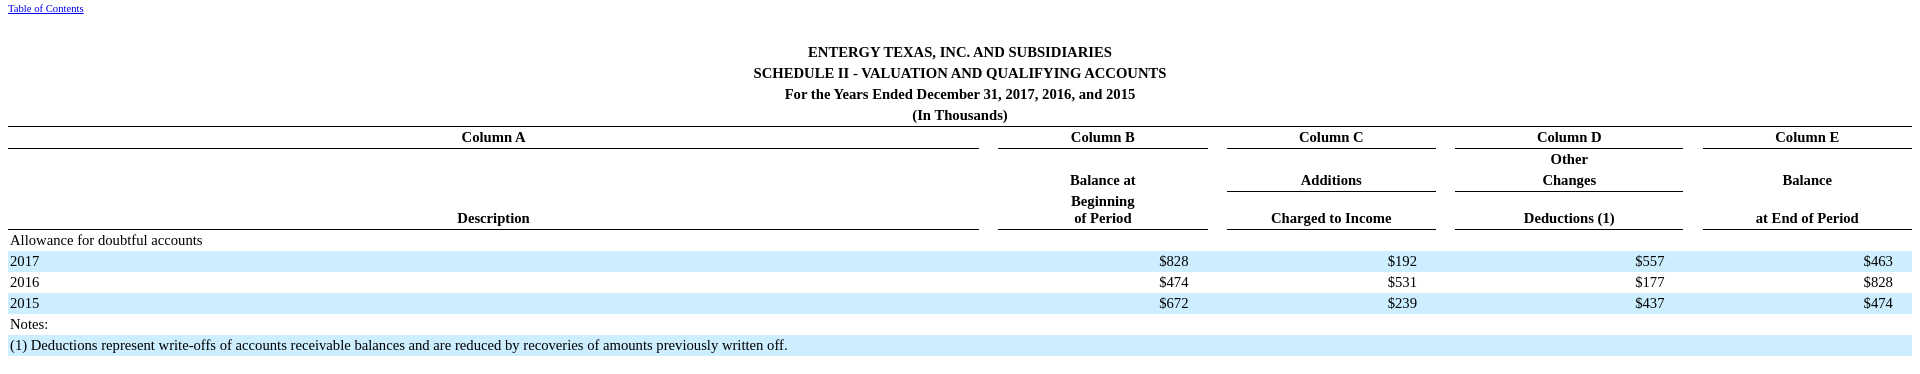 Table of Contents
ENTERGY TEXAS, INC. AND SUBSIDIARIES
SCHEDULE II - VALUATION AND QUALIFYING ACCOUNTS
For the Years Ended December 31, 2017, 2016, and 2015
(In Thousands)
Column A Column B Column C Column D Column E
Other
Balance at Additions Changes Balance
Beginning
Description of Period Charged to Income Deductions (1) at End of Period
Allowance for doubtful accounts
2017 $828 $192 $557 $463
2016 $474 $531 $177 $828
2015 $672 $239 $437 $474
Notes:
(1) Deductions represent write-offs of accounts receivable balances and are reduced by recoveries of amounts previously written off.